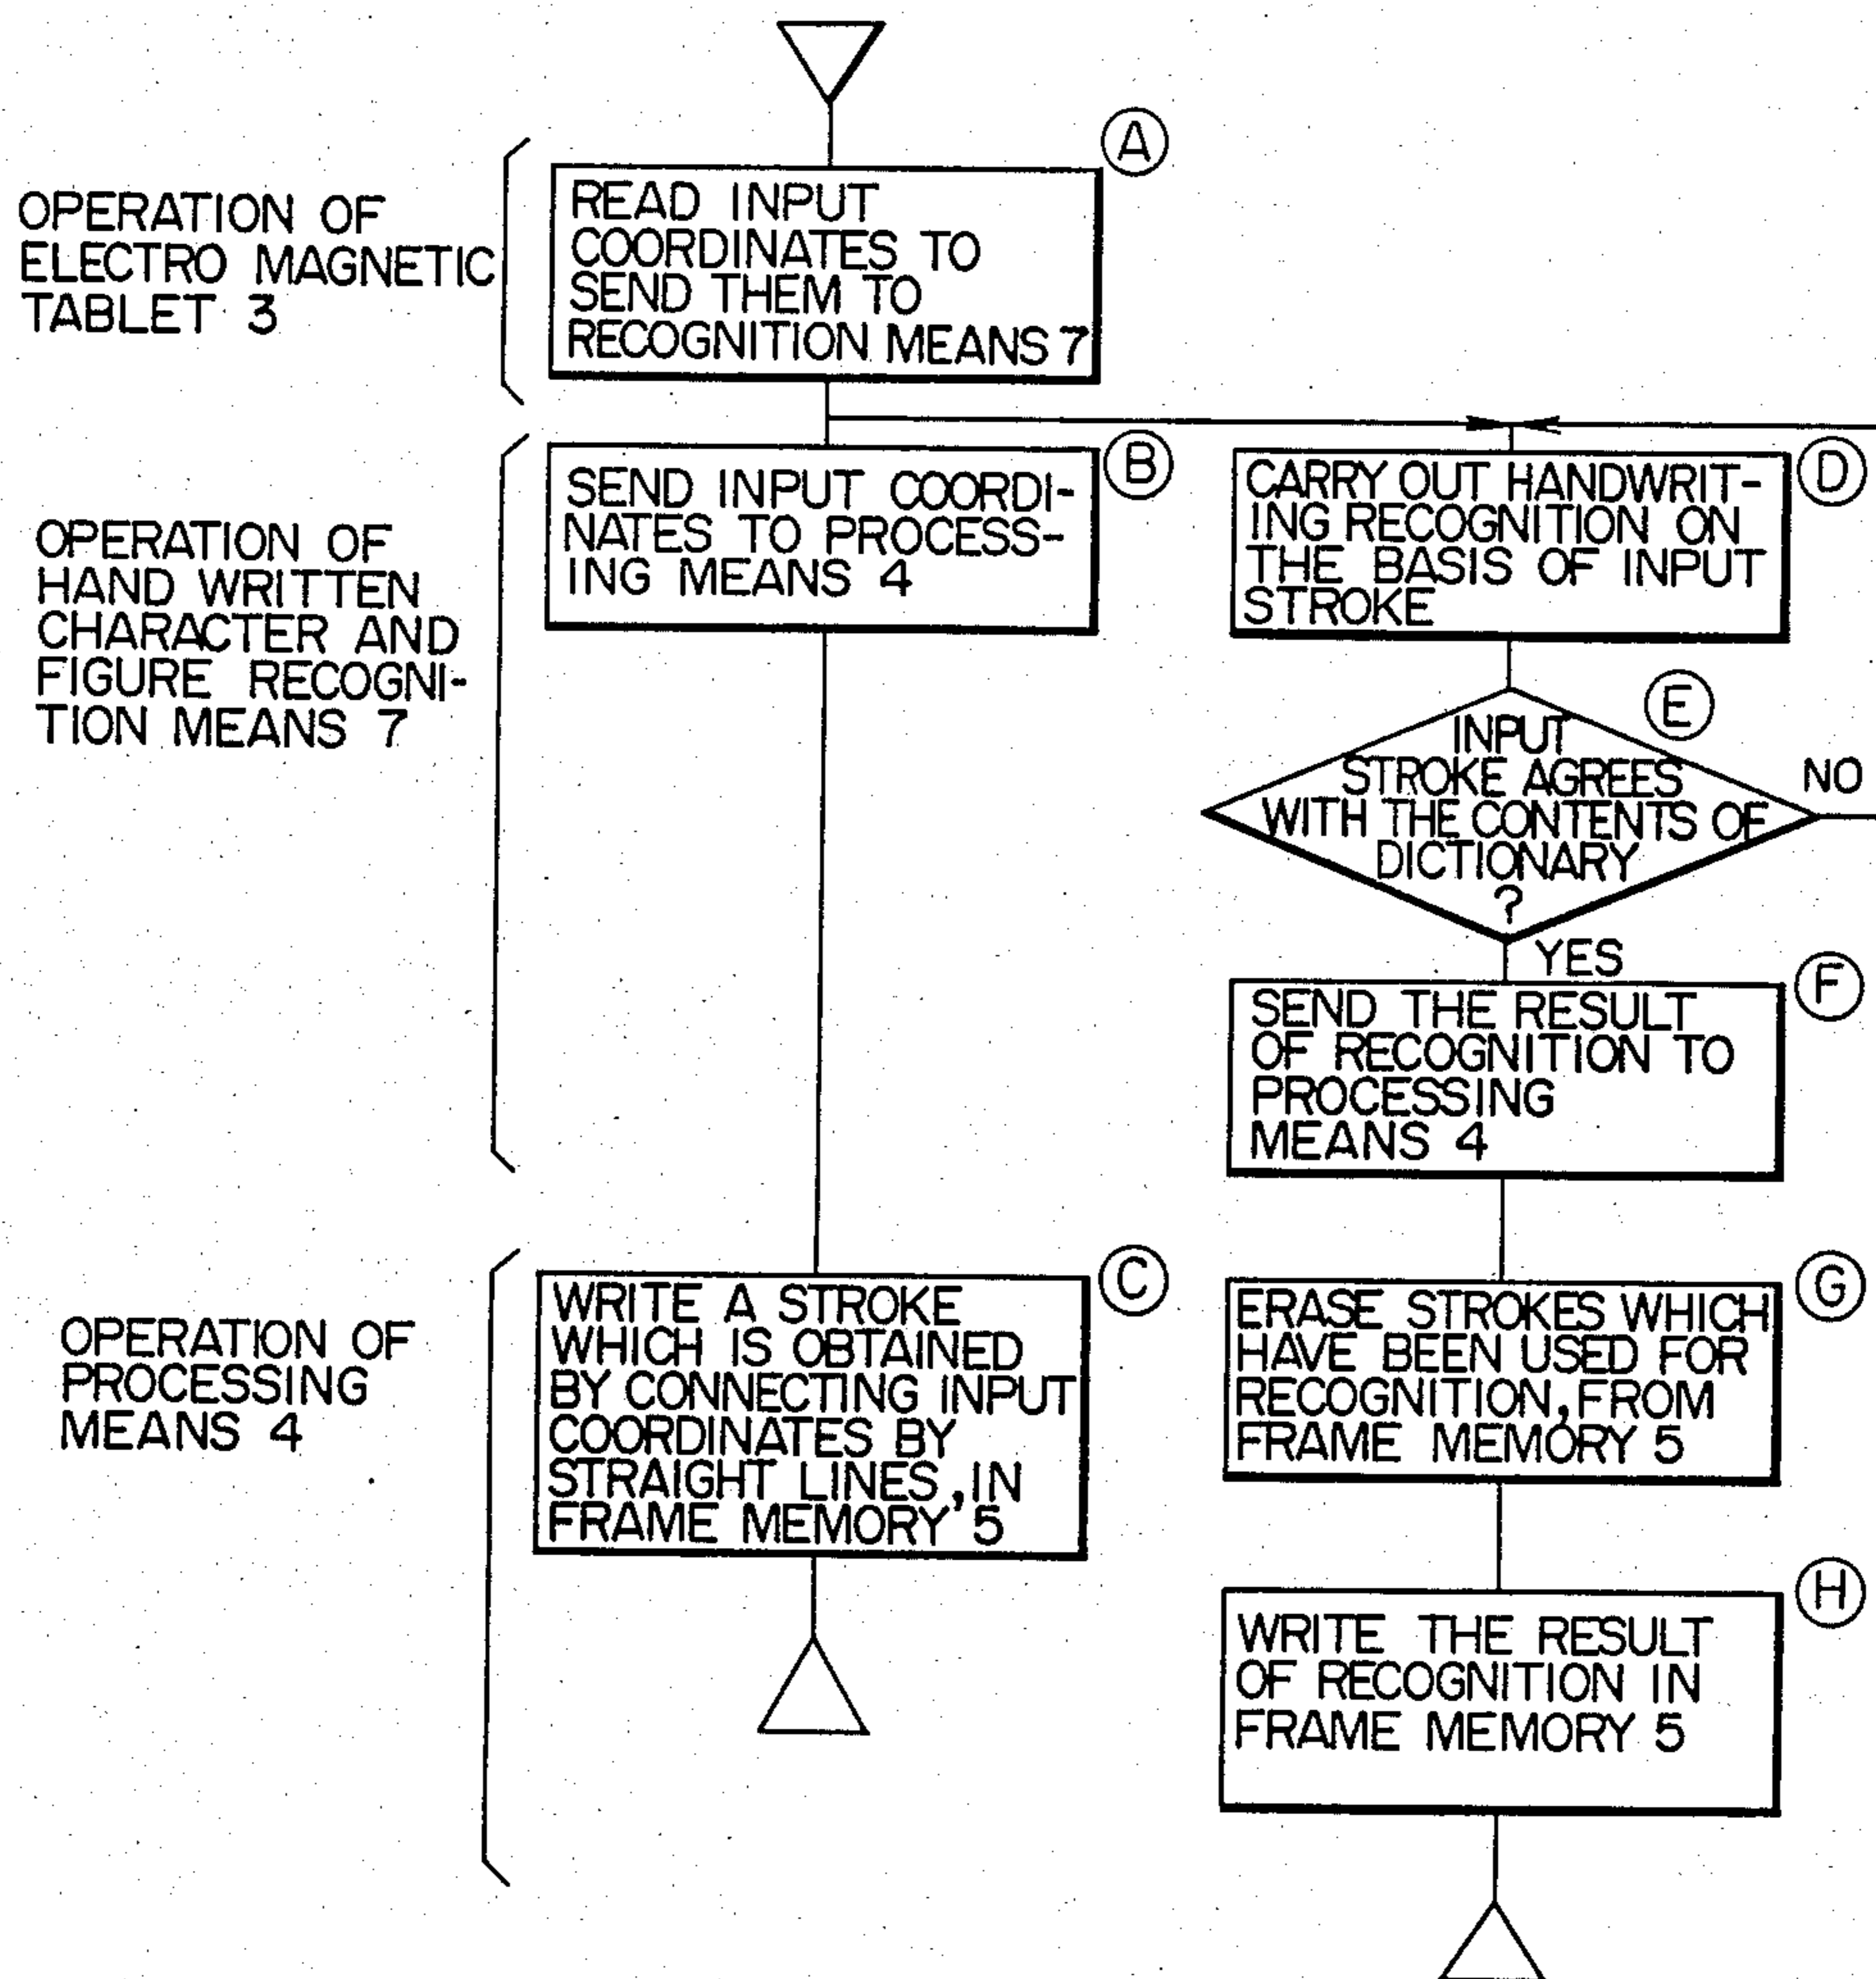 OPERATION OF
ELECTRO MAGNETIC
TABLET 3
A
READ INPUT
COORDINATES TO
SEND THEM TO
RECOGNITION MEANS 7
OPERATION OF
HAND WRITTEN
CHARACTER AND
FIGURE RECOGNI-
TION MEANS 7
B
SEND INPUT COORDI-
NATES TO PROCESS-
ING MEANS 4
D
CARRY OUT HANDWRIT-
ING RECOGNITION ON
THE BASIS OF INPUT
STROKE
E
INPUT
STROKE AGREES
WITH THE CONTENTS OF
DICTIONARY
?
NO
YES
F
SEND THE RESULT
OF RECOGNITION TO
PROCESSING
MEANS 4
OPERATION OF
PROCESSING
MEANS 4
C
WRITE A STROKE
WHICH IS OBTAINED
BY CONNECTING INPUT
COORDINATES BY
STRAIGHT LINES, IN
FRAME MEMORY 5
G
ERASE STROKES WHICH
HAVE BEEN USED FOR
RECOGNITION, FROM
FRAME MEMORY 5
H
WRITE THE RESULT
OF RECOGNITION IN
FRAME MEMORY 5